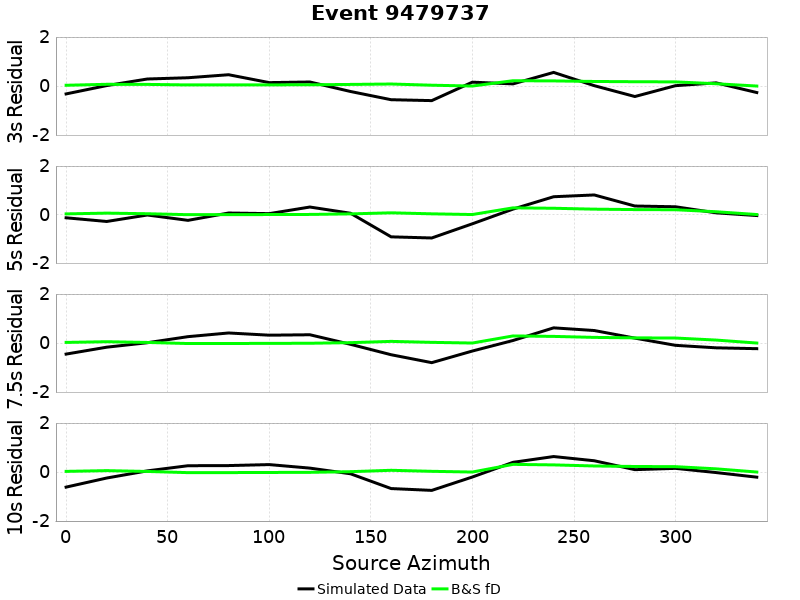 Event 9479737
3s Residual
2
0
-2
5s Residual
2
0
-2
7.5s Residual
2
0
-2
10s Residual
2
0
-2
0 50 100 150 200 250 300
Source Azimuth
Simulated Data B&S fD